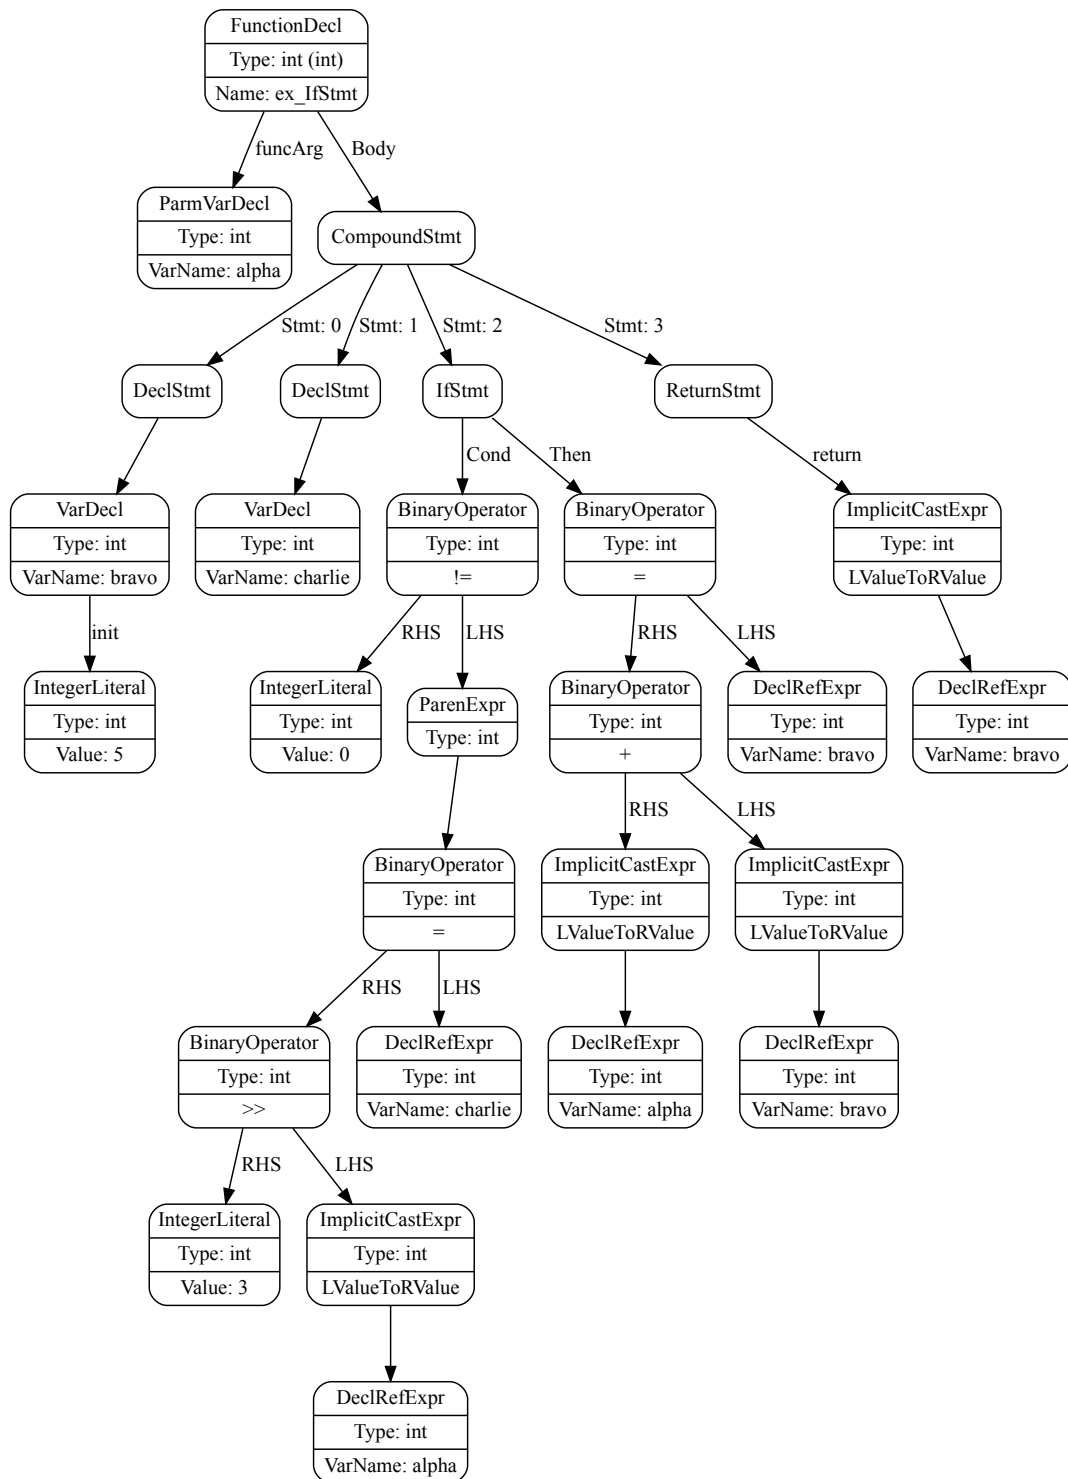 FunctionDecl
Type: int (int)
Name: ex_IfStmt
funcArg
Body
ParmVarDecl
Type: int
VarName: alpha
CompoundStmt
Stmt: 0
Stmt: 1
Stmt: 2
Stmt: 3
DeclStmt
DeclStmt
IfStmt
ReturnStmt
Cond
Then
return
VarDecl
Type: int
VarName: bravo
VarDecl
Type: int
VarName: charlie
BinaryOperator
Type: int
!=
BinaryOperator
Type: int
=
ImplicitCastExpr
Type: int
LValueToRValue
init
RHS
LHS
RHS
LHS
IntegerLiteral
Type: int
Value: 5
IntegerLiteral
Type: int
Value: 0
ParenExpr
Type: int
BinaryOperator
Type: int
+
DeclRefExpr
Type: int
VarName: bravo
DeclRefExpr
Type: int
VarName: bravo
RHS
LHS
BinaryOperator
Type: int
=
ImplicitCastExpr
Type: int
LValueToRValue
ImplicitCastExpr
Type: int
LValueToRValue
RHS
LHS
BinaryOperator
Type: int
>>
DeclRefExpr
Type: int
VarName: charlie
DeclRefExpr
Type: int
VarName: alpha
DeclRefExpr
Type: int
VarName: bravo
RHS
LHS
IntegerLiteral
Type: int
Value: 3
ImplicitCastExpr
Type: int
LValueToRValue
DeclRefExpr
Type: int
VarName: alpha